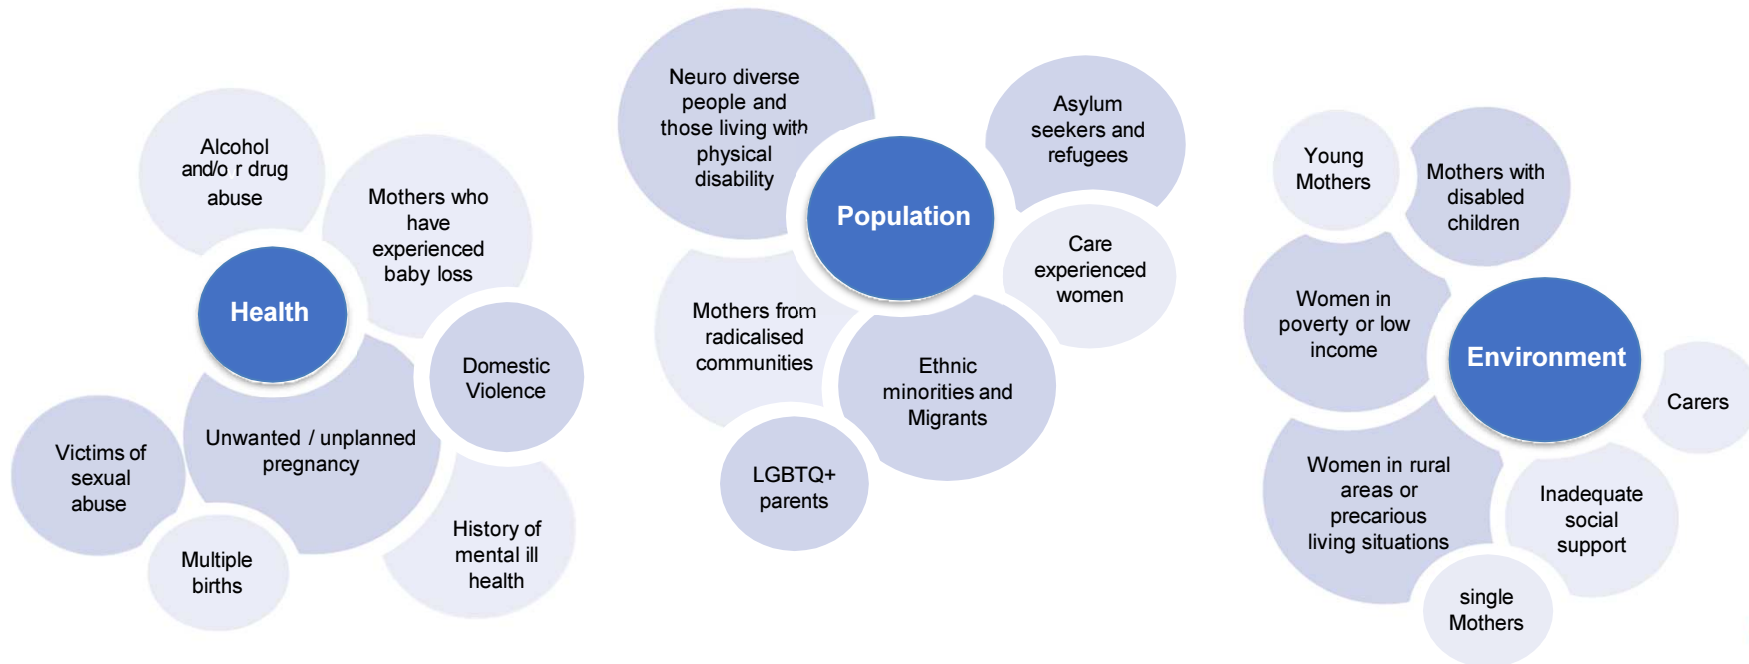 Alcohol
and/o r drug
abuse
Mothers who
have
experienced
baby loss
Health
Domestic
Violence
Unwanted / unplanned
pregnancy
Victims of
sexual
abuse
Multiple
births
History of
mental ill
health
Neuro diverse
people and
those living with
physical
disability
Asylum
seekers and
refugees
Population
Care
experienced
women
Mothers from
radicalised
communities
Ethnic
minorities and
Migrants
LGBTQ+
parents
Young
Mothers
Mothers with
disabled
children
Women in
poverty or low
income
Environment
Carers
Women in rural
areas or
precarious
living situations
Inadequate
social
support
single
Mothers